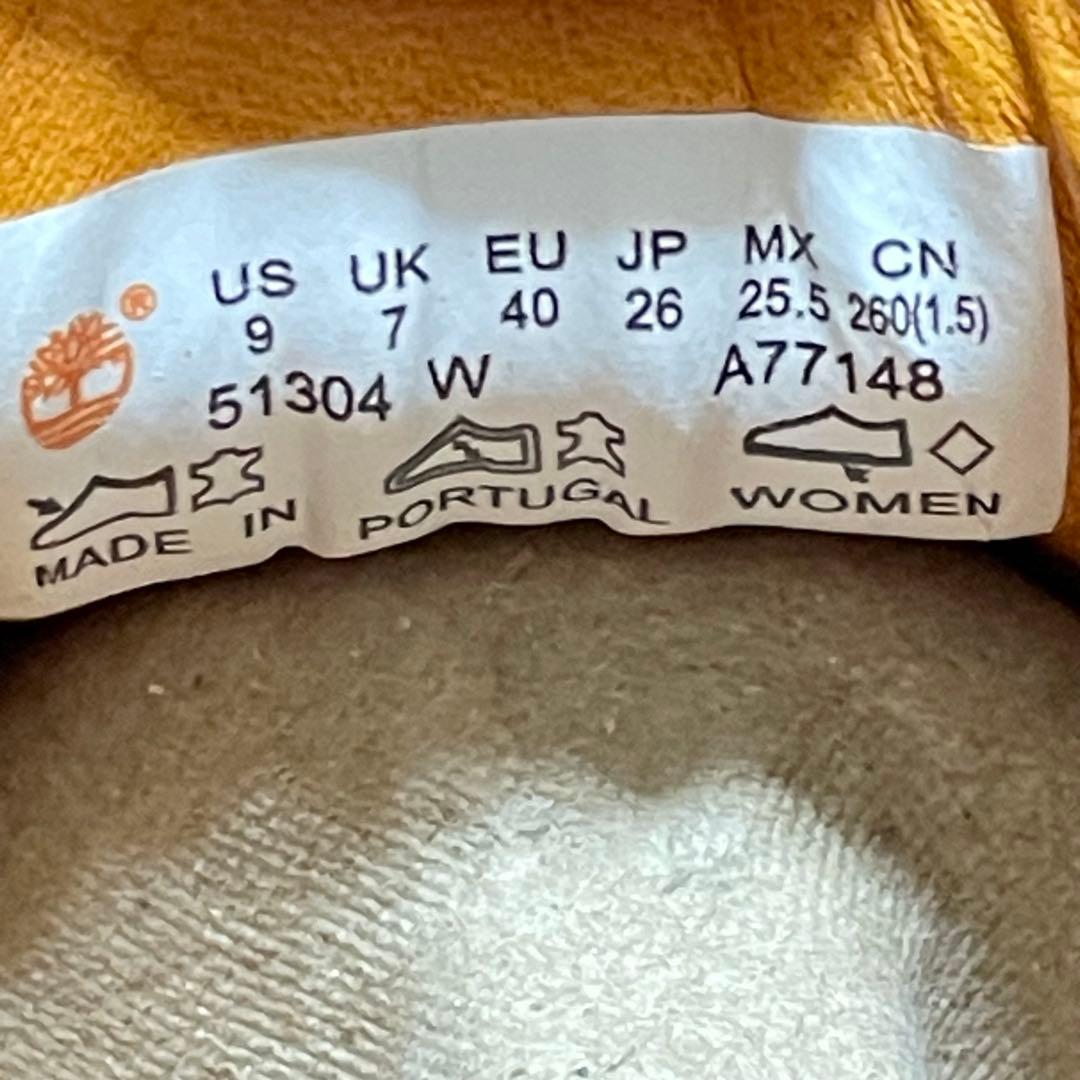 ®
US UK EU JP MX CN
9 7 40 26 25.5 260(1.5)
51304 W A77148
MADE IN PORTUGAL WOMEN